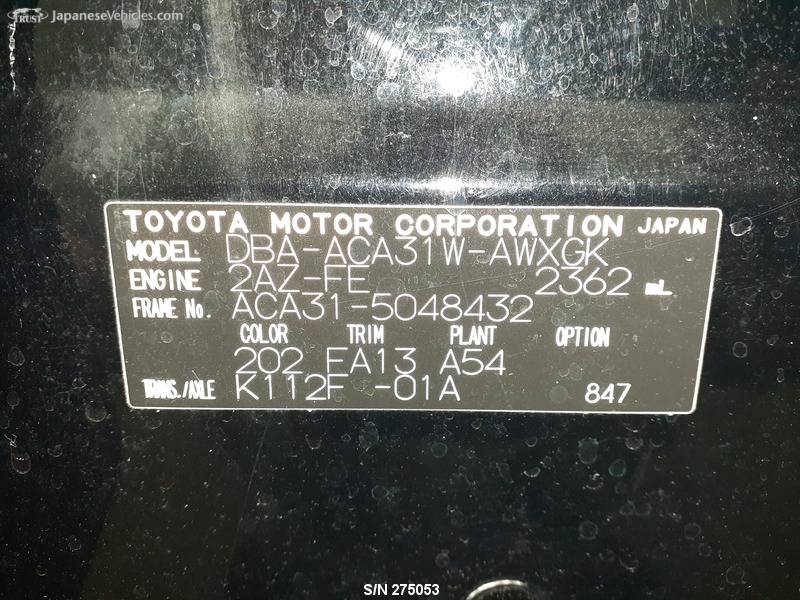 TRUST JapaneseVehicles.com
TOYOTA MOTOR CORPORATION JAPAN
MODEL DBA-ACA31W-AWXGK
ENGINE 2AZ-FE 2362 mL
FRAME No. ACA31-5048432
COLOR TRIM PLANT OPTION
202 FA13 A54
TRANS./AXLE K112F -01A 847
S/N 275053